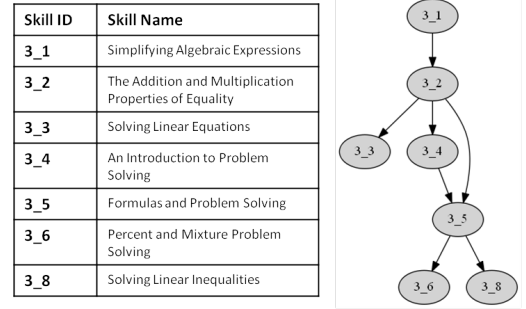 Skill ID Skill Name
3_1 Simplifying Algebraic Expressions
3_2 The Addition and Multiplication
Properties of Equality
3_3 Solving Linear Equations
3_4 An Introduction to Problem
Solving
3_5 Formulas and Problem Solving
3_6 Percent and Mixture Problem
Solving
3_8 Solving Linear Inequalities
3_1
3_2
3_3 3_4
3_5
3_6 3_8